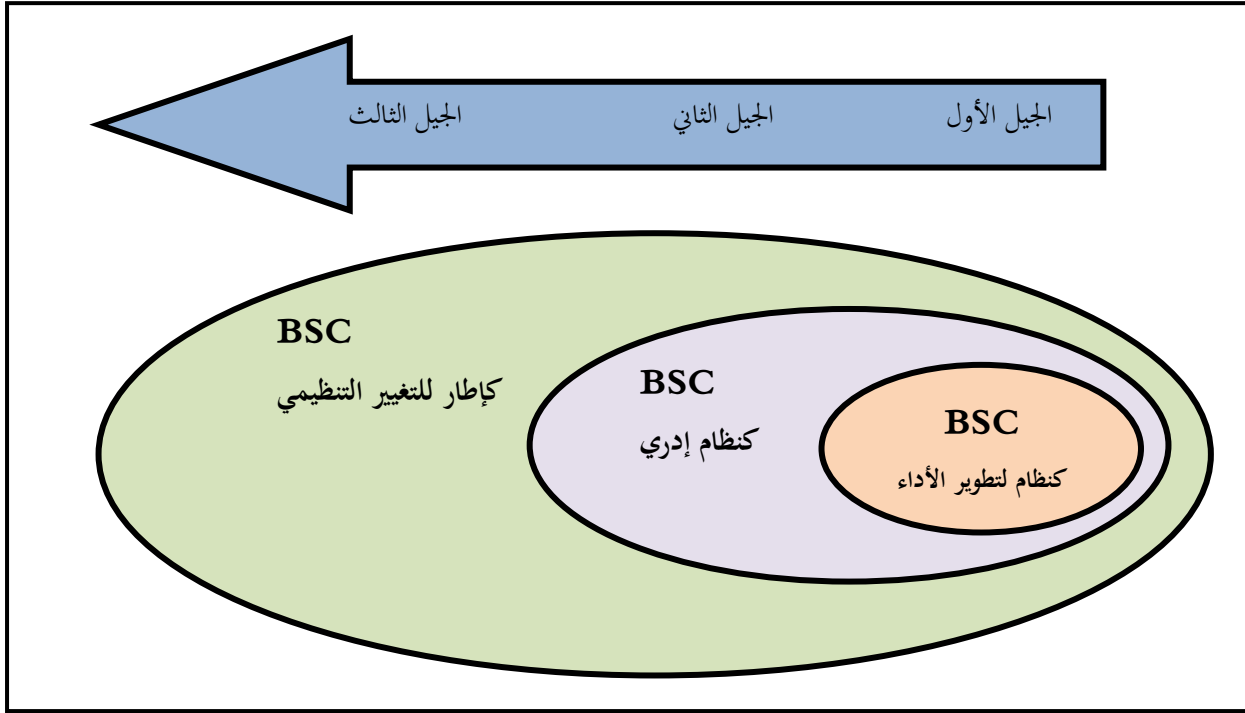 الجيل الأول
الجيل الثاني
الجيل الثالث
BSC
كنظام لتطوير الأداء
BSC
كنظام إدري
BSC
كإطار للتغيير التنظيمي